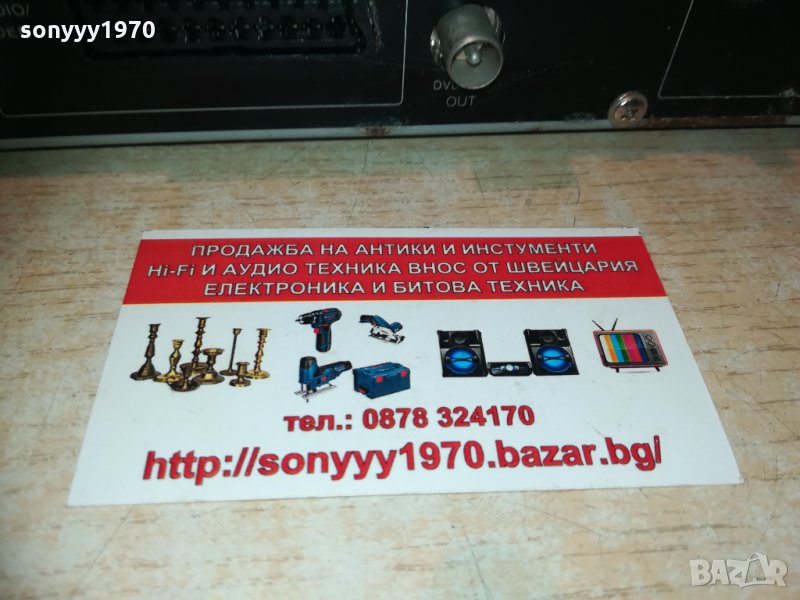 sonyyy1970
OUT
ПРОДАЖБА НА АНТИКИ И ИНСТУМЕНТИ
Hi-Fi И АУДИО ТЕХНИКА ВНОС ОТ ШВЕЙЦАРИЯ
ЕЛЕКТРОНИКА И БИТОВА ТЕХНИКА
тел.: 0878 324170
http://sonyyy1970.bazar.bg/
BAZAR